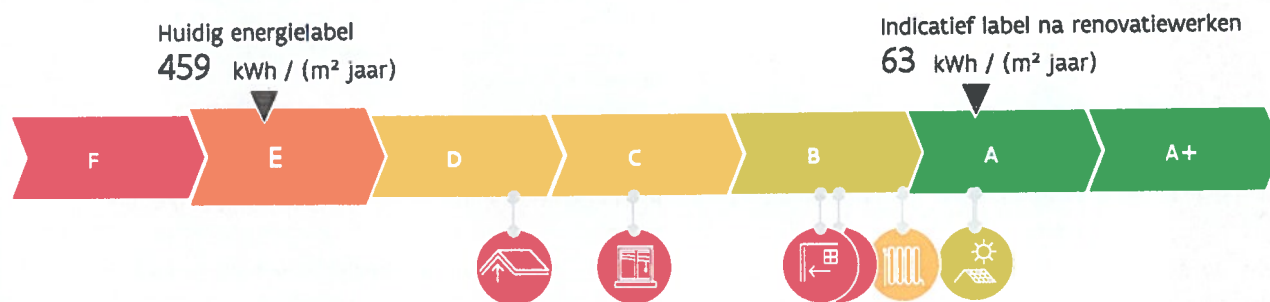 Huidig energielabel
459 kWh / (m² jaar)
Indicatief label na renovatiewerken
63 kWh / (m² jaar)
F E D C B A A+